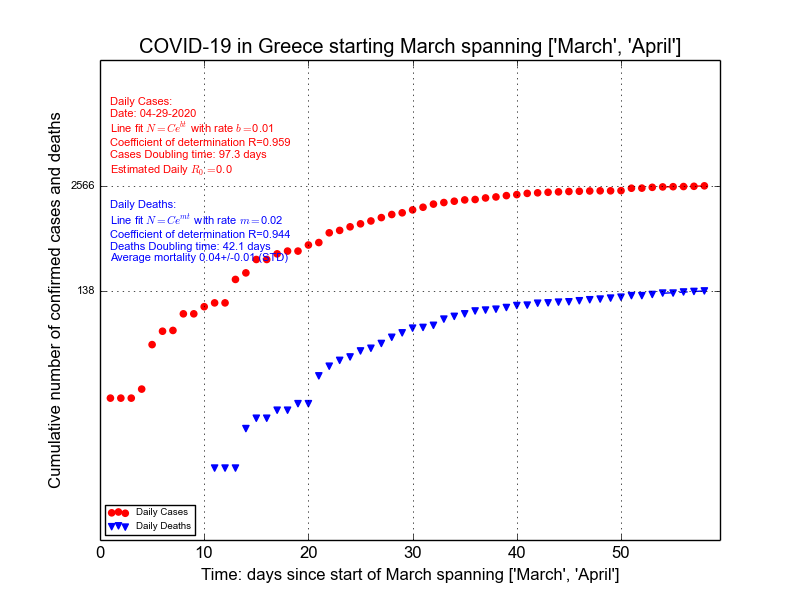 COVID-19 in Greece starting March spanning ['March', 'April']
Daily Cases:
Date: 04-29-2020
Line fit N = Ce^{bt} with rate b =0.01
Coefficient of determination R=0.959
Cases Doubling time: 97.3 days
Estimated Daily R_0 =0.0
Daily Deaths:
Line fit N = Ce^{mt} with rate m =0.02
Coefficient of determination R=0.944
Deaths Doubling time: 42.1 days
Average mortality 0.04+/-0.01 (STD)
Cumulative number of confirmed cases and deaths
2566
138
Daily Cases
Daily Deaths
0 10 20 30 40 50
Time: days since start of March spanning ['March', 'April']